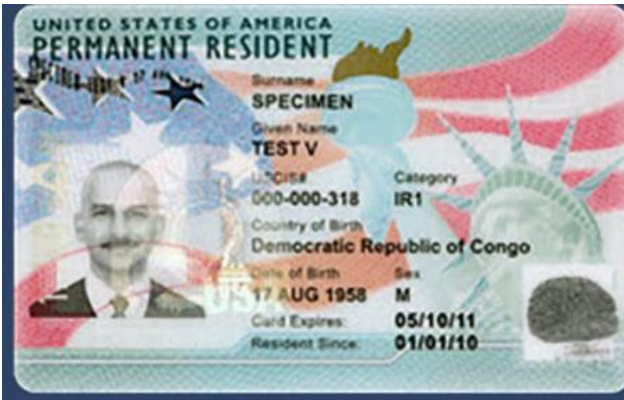 UNITED STATES OF AMERICA
PERMANENT RESIDENT
Surname
SPECIMEN
Given Name
TEST V
USCIS# Category
000-000-318 IR1
Country of Birth
Democratic Republic of Congo
Date of Birth Sex
17 AUG 1958 M
Card Expires: 05/10/11
Resident Since: 01/01/10